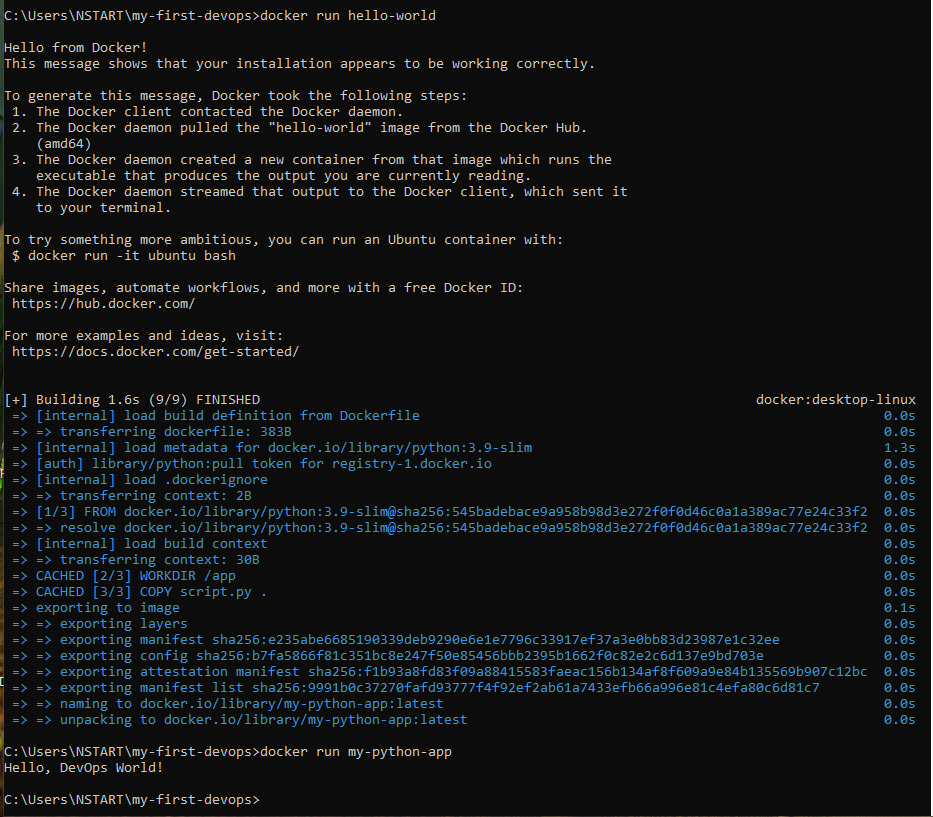 C:\Users\NSTART\my-first-devops>docker run hello-world
Hello from Docker!
This message shows that your installation appears to be working correctly.
To generate this message, Docker took the following steps:
1. The Docker client contacted the Docker daemon.
2. The Docker daemon pulled the "hello-world" image from the Docker Hub.
(amd64)
3. The Docker daemon created a new container from that image which runs the
executable that produces the output you are currently reading.
4. The Docker daemon streamed that output to the Docker client, which sent it
to your terminal.
To try something more ambitious, you can run an Ubuntu container with:
$ docker run -it ubuntu bash
Share images, automate workflows, and more with a free Docker ID:
https://hub.docker.com/
For more examples and ideas, visit:
https://docs.docker.com/get-started/
[+] Building 1.6s (9/9) FINISHED docker:desktop-linux
=> [internal] load build definition from Dockerfile 0.0s
=> => transferring dockerfile: 383B 0.0s
=> [internal] load metadata for docker.io/library/python:3.9-slim 1.3s
=> [auth] library/python:pull token for registry-1.docker.io 0.0s
=> [internal] load .dockerignore 0.0s
=> => transferring context: 2B 0.0s
=> [1/3] FROM docker.io/library/python:3.9-slim@sha256:545badebace9a958b98d3e272f0f0d46c0a1a389ac77e24c33f2 0.0s
=> => resolve docker.io/library/python:3.9-slim@sha256:545badebace9a958b98d3e272f0f0d46c0a1a389ac77e24c33f2 0.0s
=> [internal] load build context 0.0s
=> => transferring context: 30B 0.0s
=> CACHED [2/3] WORKDIR /app 0.0s
=> CACHED [3/3] COPY script.py . 0.0s
=> exporting to image 0.1s
=> => exporting layers 0.0s
=> => exporting manifest sha256:e235abe6685190339deb9290e6e1e7796c33917ef37a3e0bb83d23987e1c32ee 0.0s
=> => exporting config sha256:b7fa5866f81c351bc8e247f50e85456bbb2395b1662f0c82e2c6d137e9bd703e 0.0s
=> => exporting attestation manifest sha256:f1b93a8fd83f09a88415583faeac156b134af8f609a9e84b135569b907c12bc 0.0s
=> => exporting manifest list sha256:9991b0c37270fafd93777f4f92ef2ab61a7433efb66a996e81c4efa80c6d81c7 0.0s
=> => naming to docker.io/library/my-python-app:latest 0.0s
=> => unpacking to docker.io/library/my-python-app:latest 0.0s
C:\Users\NSTART\my-first-devops>docker run my-python-app
Hello, DevOps World!
C:\Users\NSTART\my-first-devops>